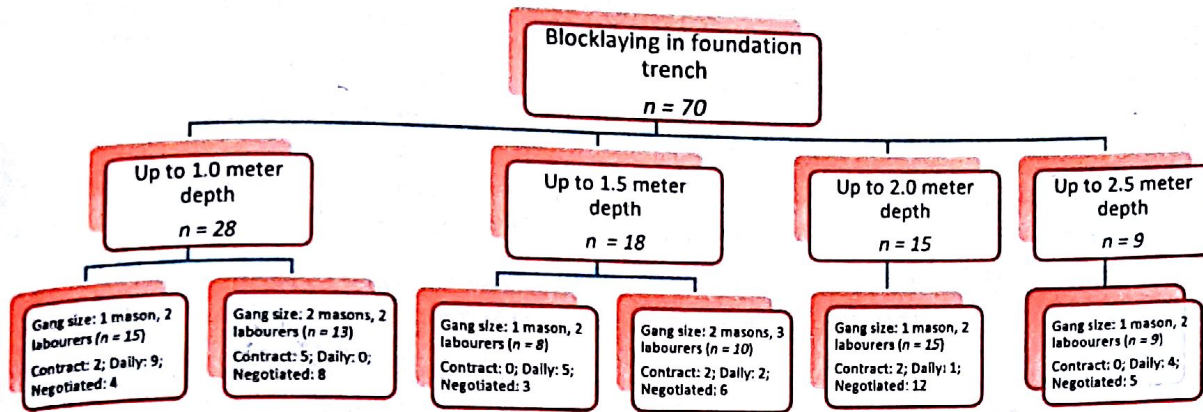 Blocklaying in foundation
trench
n = 70
Up to 1.0 meter
depth
n = 28
Up to 1.5 meter
depth
n = 18
Up to 2.0 meter
depth
n = 15
Up to 2.5 meter
depth
n = 9
Gang size: 1 mason, 2
labourers (n = 15)
Contract: 2; Daily: 9;
Negotiated: 4
Gang size: 2 masons, 2
labourers (n = 13)
Contract: 5; Daily: 0;
Negotiated: 8
Gang size: 1 mason, 2
labourers (n = 8)
Contract: 0; Daily: 5;
Negotiated: 3
Gang size: 2 masons, 3
labourers (n = 10)
Contract: 2; Daily: 2;
Negotiated: 6
Gang size: 1 mason, 2
labourers (n = 15)
Contract: 2; Daily: 1;
Negotiated: 12
Gang size: 1 mason, 2
laboourers (n = 9)
Contract: 0; Daily: 4;
Negotiated: 5